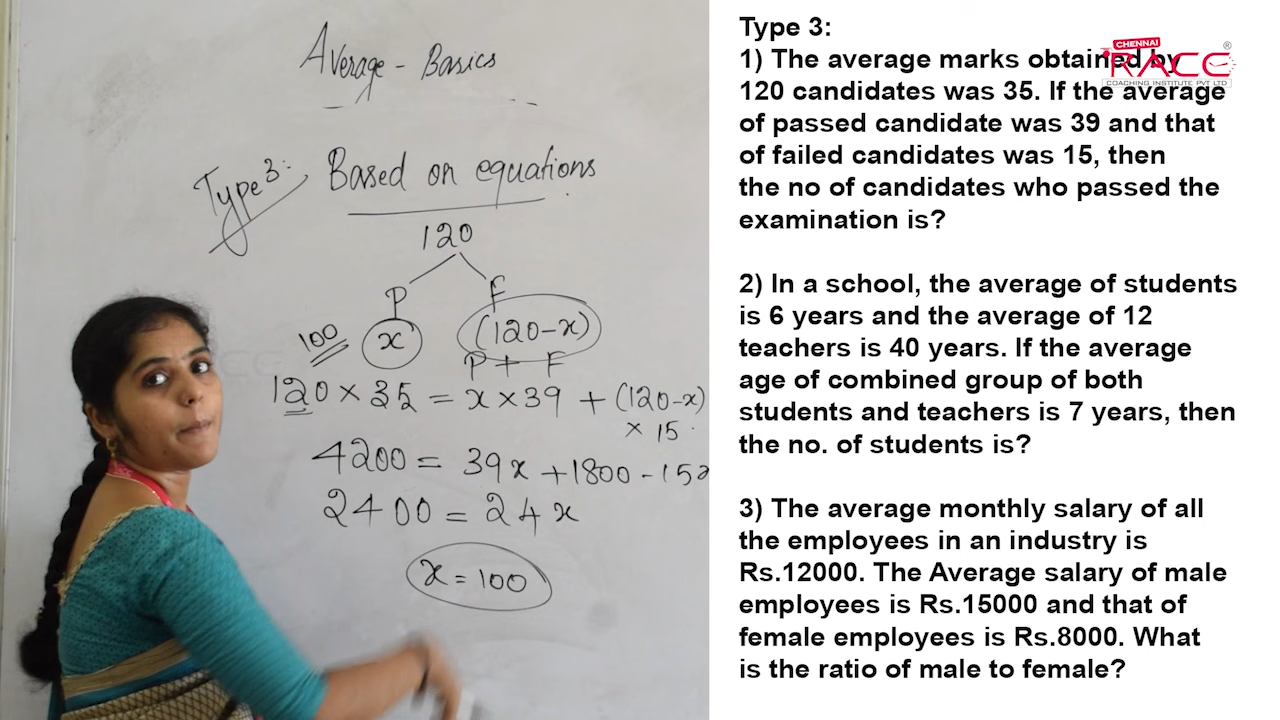 Average - Basics
Type 3:
Based on equations
120
P F
100 x (120-x)
P + F
120 × 35 = x × 39 + (120-x)
× 15
4200 = 39x + 1800 - 15x
2400 = 24x
x = 100
Type 3:
1) The average marks obtained by
120 candidates was 35. If the average
of passed candidate was 39 and that
of failed candidates was 15, then
the no of candidates who passed the
examination is?
2) In a school, the average of students
is 6 years and the average of 12
teachers is 40 years. If the average
age of combined group of both
students and teachers is 7 years, then
the no. of students is?
3) The average monthly salary of all
the employees in an industry is
Rs.12000. The Average salary of male
employees is Rs.15000 and that of
female employees is Rs.8000. What
is the ratio of male to female?
CHENNAI
RACE
COACHING INSTITUTE PVT LTD
®
RACE